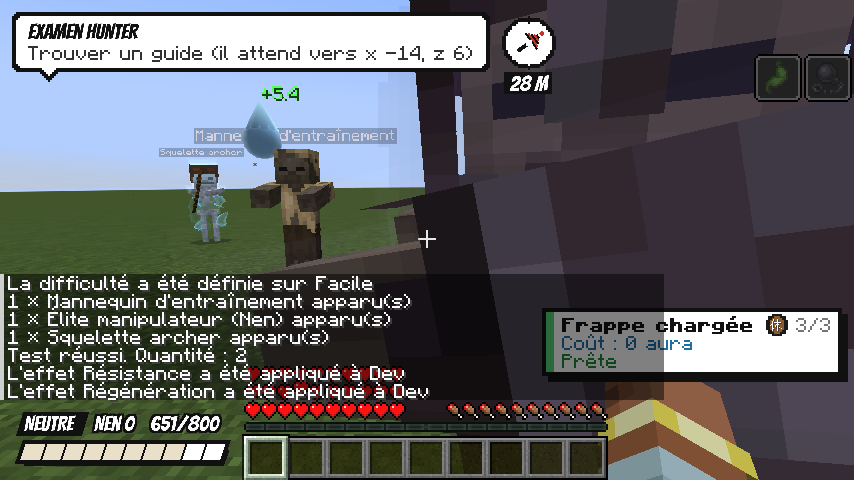 EXAMEN HUNTER
Trouver un guide (il attend vers x -14, z 6)
28 M
+5.4
Manne d'entraînement
Squelette archer
La difficulté a été définie sur Facile
1 × Mannequin d'entraînement apparu(s)
1 × Elite manipulateur (Nen) apparu(s)
1 × Squelette archer apparu(s)
Test réussi. Quantité : 2
L'effet Résistance a été appliqué à Dev
L'effet Régénération a été appliqué à Dev
Frappe chargée 3/3
Coût : 0 aura
Prête
NEUTRE NEN 0 651/800